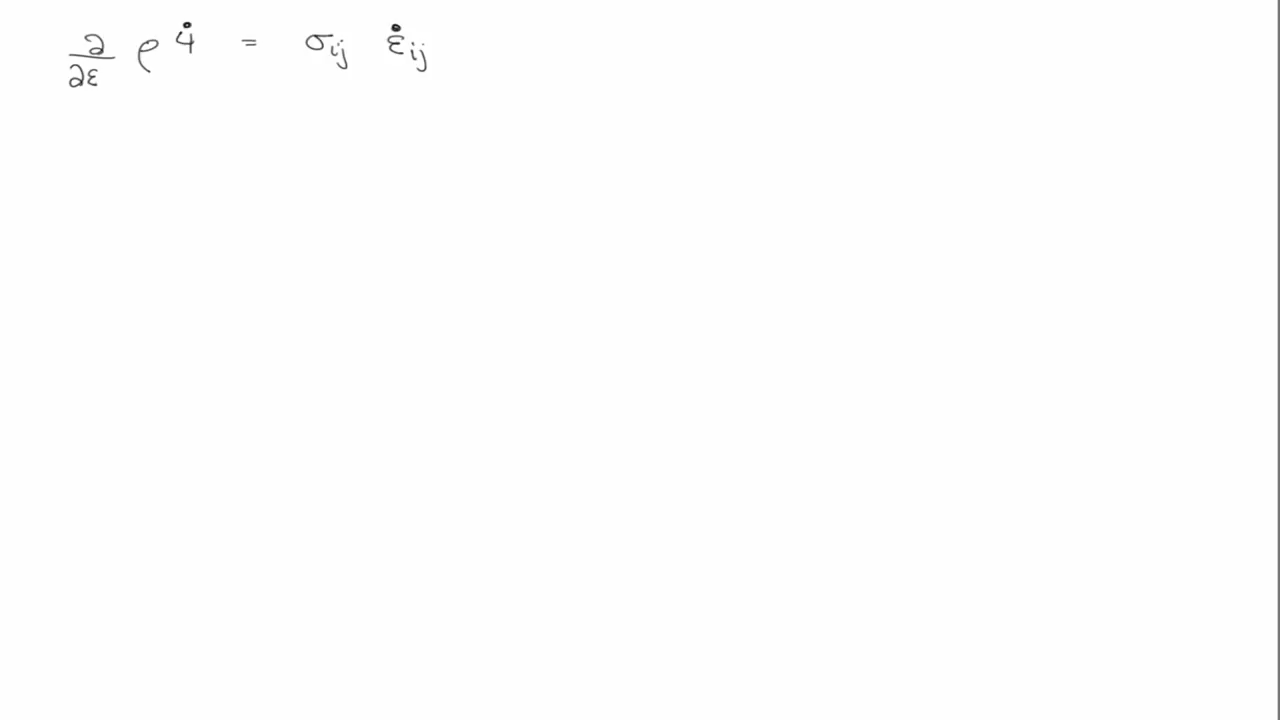 ∂/∂ε ρ u̇ = σij ε̇ij